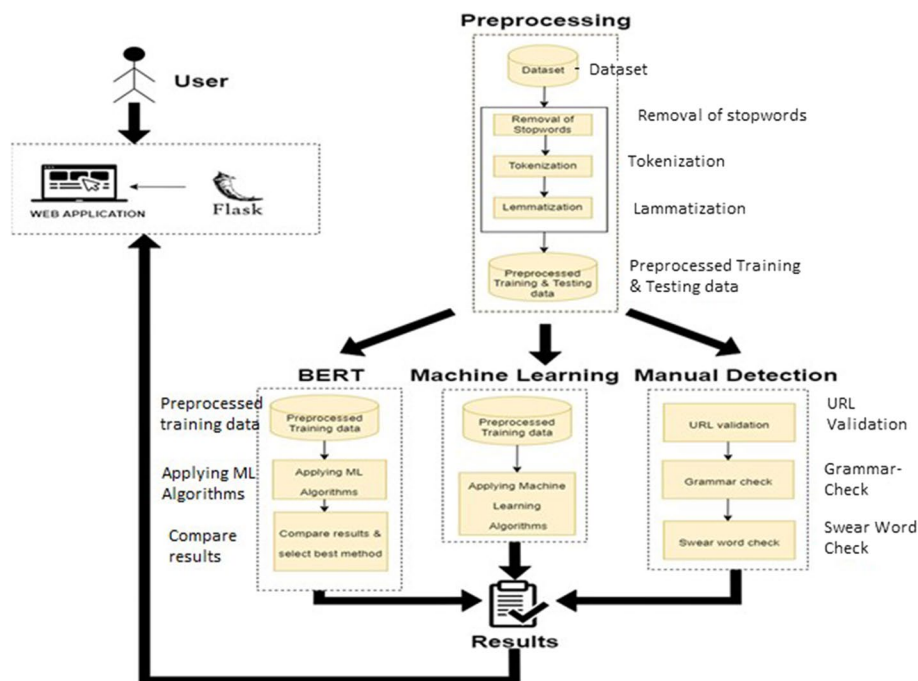 Preprocessing
Dataset
- Dataset
User
Removal of
Stopwords
Removal of stopwords
Tokenization
Tokenization
Lemmatization
Lammatization
WEB APPLICATION
Flask
Preprocessed
Training & Testing
data
Preprocessed Training
& Testing data
BERT
Machine Learning
Manual Detection
Preprocessed
training data
Preprocessed
Training data
Applying ML
Algorithms
Applying ML
Algorithms
Compare
results
Compare results &
select best method
Preprocessed
Training data
Applying Machine
Learning
Algorithms
URL validation
URL
Validation
Grammar check
Grammar-
Check
Swear word check
Swear Word
Check
Results